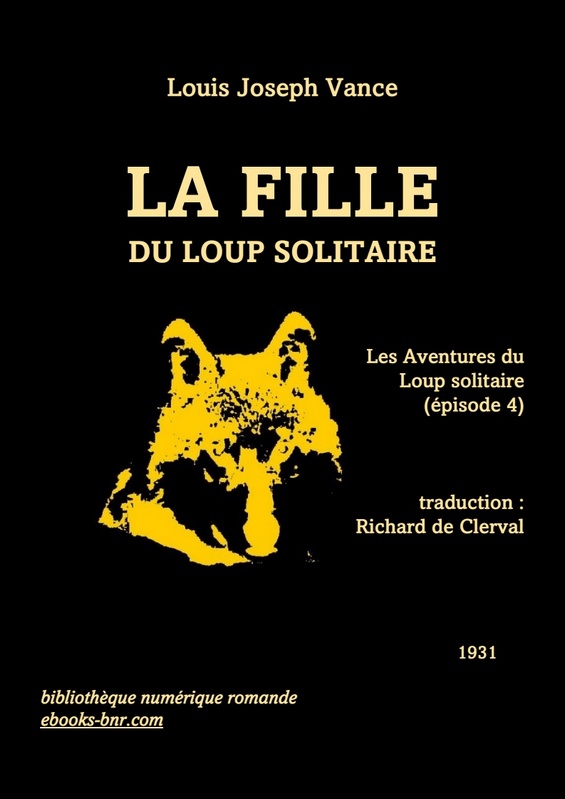 Louis Joseph Vance
LA FILLE
DU LOUP SOLITAIRE
Les Aventures du
Loup solitaire
(épisode 4)
traduction :
Richard de Clerval
1931
bibliothèque numérique romande
ebooks-bnr.com